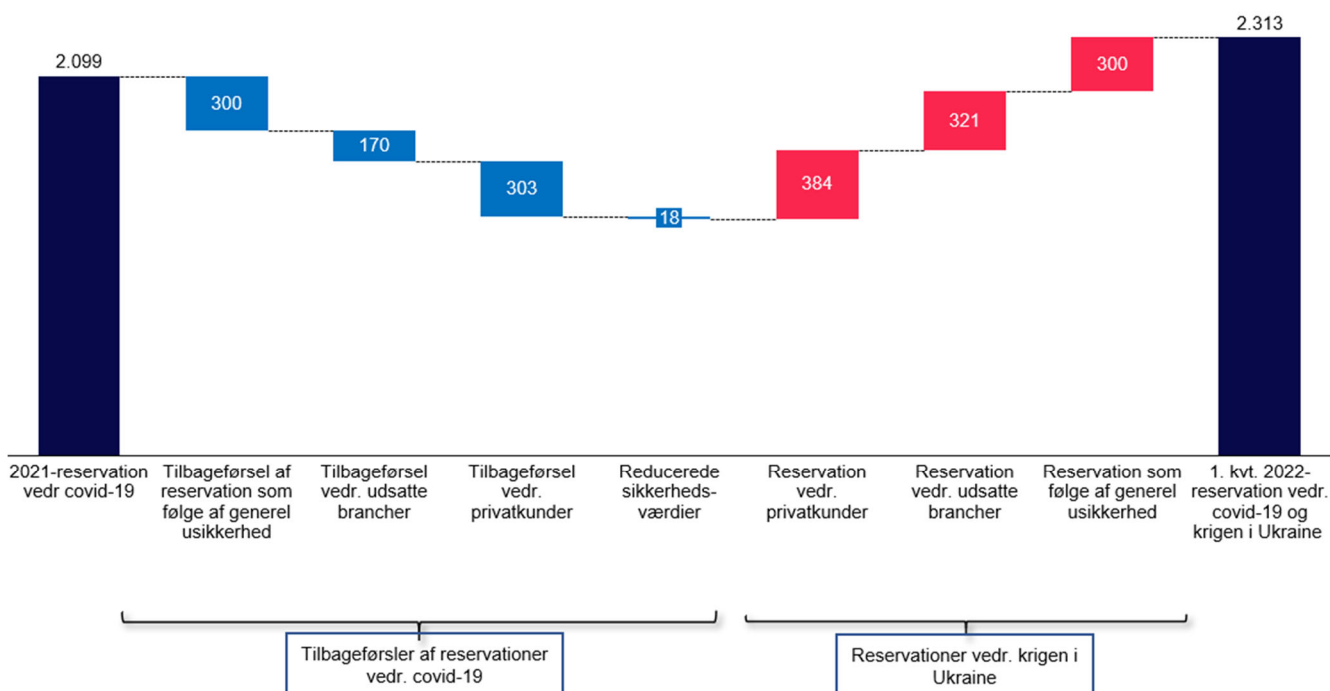 2.099
300
170
303
18
384
321
300
2.313
2021-reservation
vedr covid-19
Tilbageførsel af
reservation som
følge af generel
usikkerhed
Tilbageførsel
vedr. udsatte
brancher
Tilbageførsel
vedr.
privatkunder
Reducerede
sikkerheds-
værdier
Reservation
vedr.
privatkunder
Reservation
vedr. udsatte
brancher
Reservation som
følge af generel
usikkerhed
1. kvt. 2022-
reservation vedr.
covid-19 og
krigen i Ukraine
Tilbageførsler af reservationer
vedr. covid-19
Reservationer vedr. krigen i
Ukraine